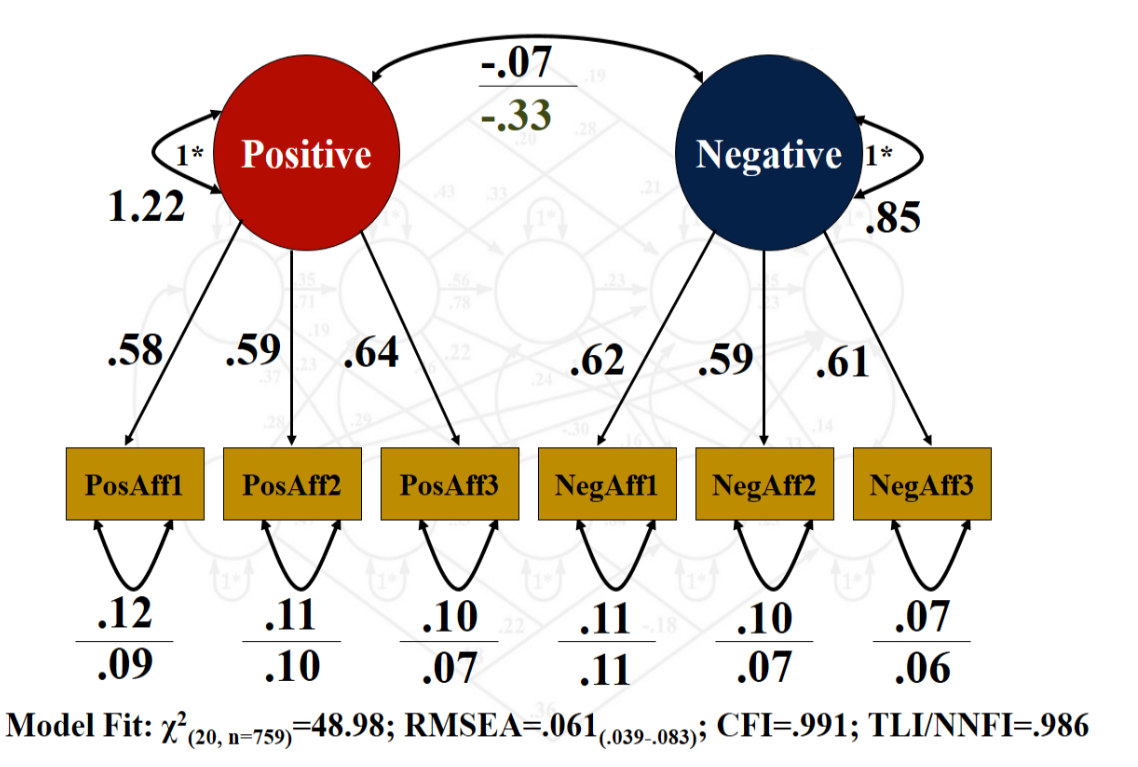 -.07
-.33
Positive
Negative
1*
1*
1.22
.85
.58
.59
.64
.62
.59
.61
PosAff1
PosAff2
PosAff3
NegAff1
NegAff2
NegAff3
.12
.11
.10
.11
.10
.07
.09
.10
.07
.11
.07
.06
Model Fit: χ²(20, n=759)=48.98; RMSEA=.061(.039-.083); CFI=.991; TLI/NNFI=.986